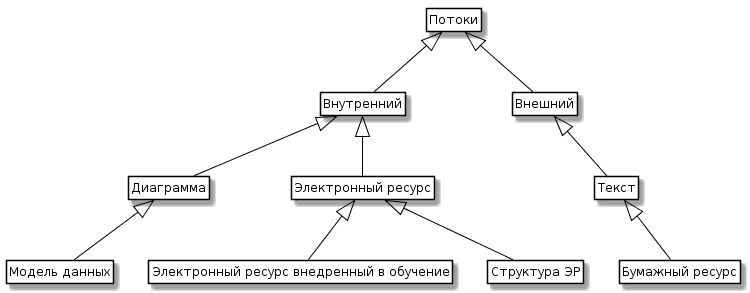 Потоки
Внутренний
Внешний
Диаграмма
Электронный ресурс
Текст
Модель данных
Электронный ресурс внедренный в обучение
Структура ЭР
Бумажный ресурс